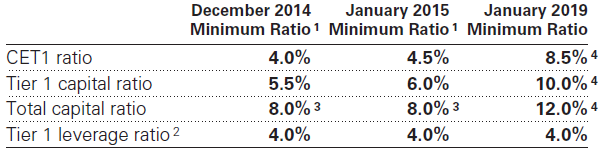 December 2014 January 2015 January 2019
Minimum Ratio 1 Minimum Ratio 1 Minimum Ratio
CET1 ratio 4.0% 4.5% 8.5% 4
Tier 1 capital ratio 5.5% 6.0% 10.0% 4
Total capital ratio 8.0% 3 8.0% 3 12.0% 4
Tier 1 leverage ratio 2 4.0% 4.0% 4.0%